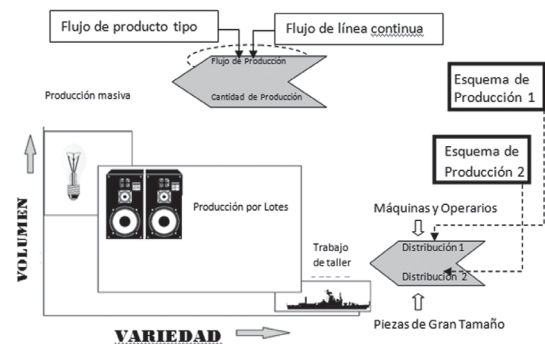 Flujo de producto tipo
Flujo de línea continua
Flujo de Producción
Cantidad de Producción
Esquema de
Producción 1
Producción masiva
Esquema de
Producción 2
Producción por Lotes
Máquinas y Operarios
VOLUMEN
Trabajo
de taller
Distribución 1
Distribución 2
Piezas de Gran Tamaño
VARIEDAD